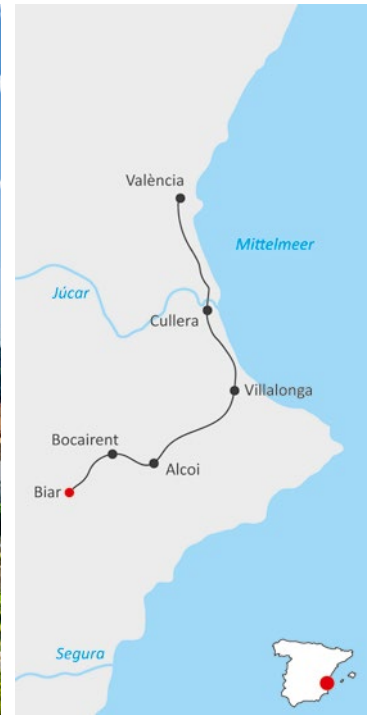 València
Mittelmeer
Júcar
Cullera
Villalonga
Bocairent
Alcoi
Biar
Segura